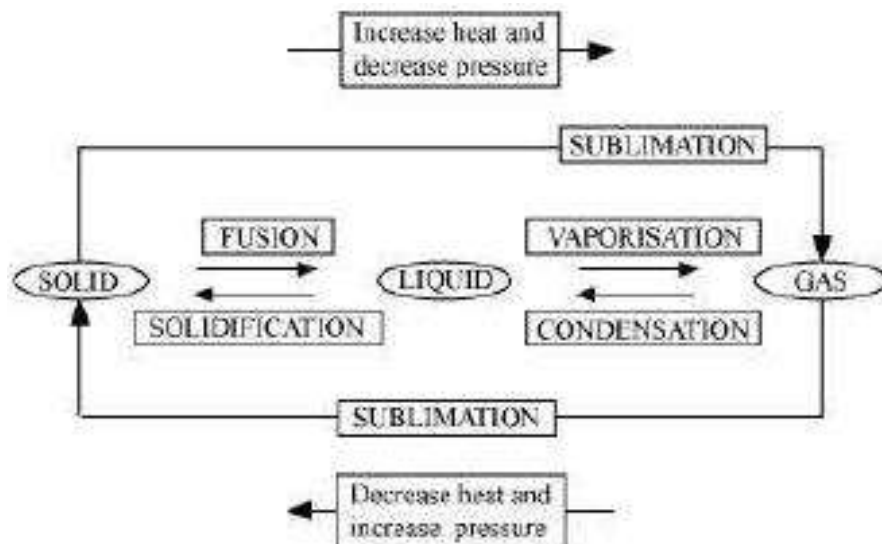 Increase heat and
decrease pressure
SUBLIMATION
FUSION
VAPORISATION
SOLID
LIQUID
GAS
SOLIDIFICATION
CONDENSATION
SUBLIMATION
Decrease heat and
increase pressure